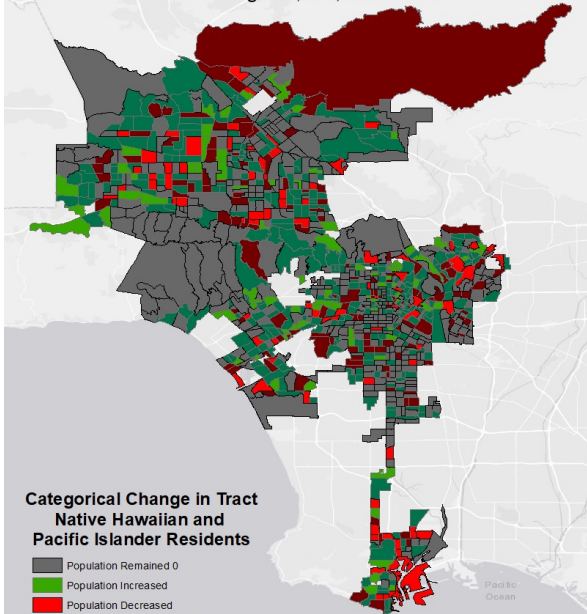 Categorical Change in Tract
Native Hawaiian and
Pacific Islander Residents
Population Remained 0
Population Increased
Population Decreased
Pacific
Ocean